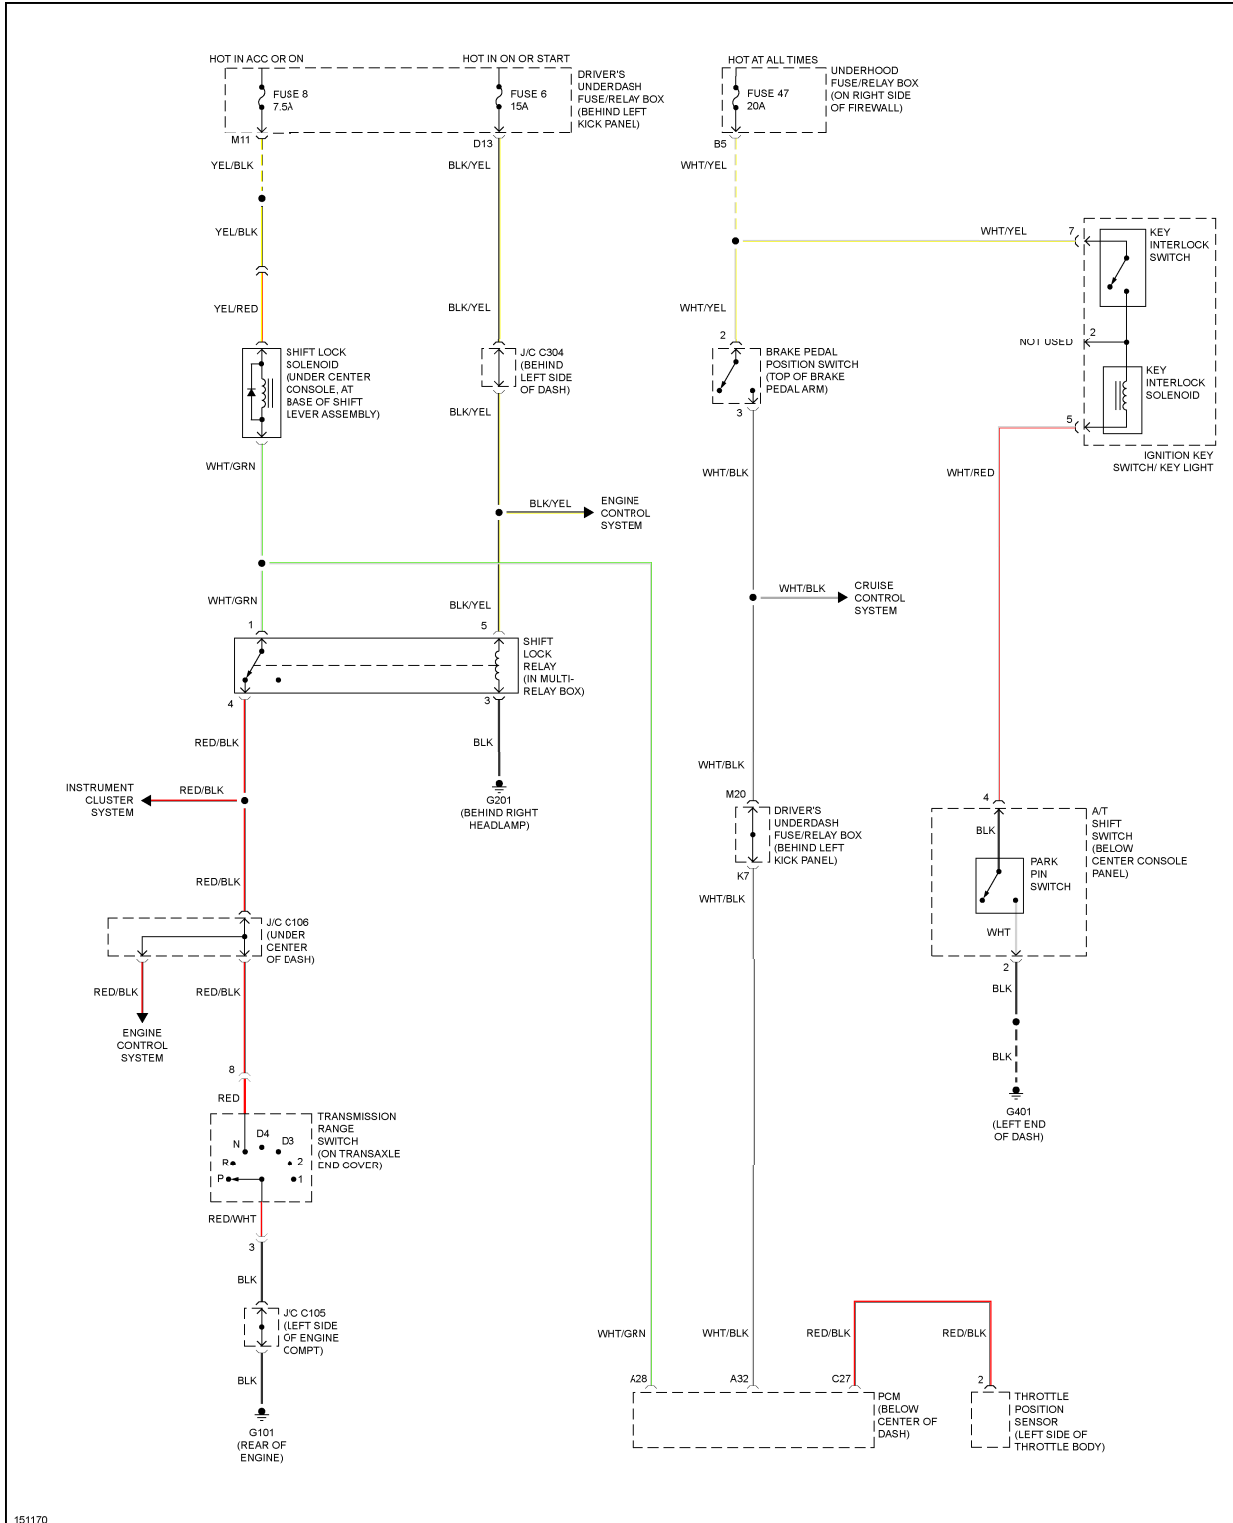 HOT IN ACC OR ON
HOT IN ON OR START
HOT AT ALL TIMES
FUSE 8
7.5A
FUSE 6
15A
DRIVER'S
UNDERDASH
FUSE/RELAY BOX
(BEHIND LEFT
KICK PANEL)
FUSE 47
20A
UNDERHOOD
FUSE/RELAY BOX
(ON RIGHT SIDE
OF FIREWALL)
M11
D13
B5
YEL/BLK
BLK/YEL
WHT/YEL
YEL/BLK
WHT/YEL
7
KEY
INTERLOCK
SWITCH
YEL/RED
BLK/YEL
WHT/YEL
2
2
NOT USED
SHIFT LOCK
SOLENOID
(UNDER CENTER
CONSOLE, AT
BASE OF SHIFT
LEVER ASSEMBLY)
J/C C304
(BEHIND
LEFT SIDE
OF DASH)
BRAKE PEDAL
POSITION SWITCH
(TOP OF BRAKE
PEDAL ARM)
KEY
INTERLOCK
SOLENOID
BLK/YEL
3
5
IGNITION KEY
SWITCH/ KEY LIGHT
WHT/GRN
WHT/BLK
WHT/RED
BLK/YEL
ENGINE
CONTROL
SYSTEM
WHT/BLK
CRUISE
CONTROL
SYSTEM
WHT/GRN
BLK/YEL
1
5
SHIFT
LOCK
RELAY
(IN MULTI-
RELAY BOX)
4
3
RED/BLK
BLK
WHT/BLK
INSTRUMENT
CLUSTER
SYSTEM
RED/BLK
G201
(BEHIND RIGHT
HEADLAMP)
M20
DRIVER'S
UNDERDASH
FUSE/RELAY BOX
(BEHIND LEFT
KICK PANEL)
4
A/T
SHIFT
SWITCH
(BELOW
CENTER CONSOLE
PANEL)
BLK
PARK
PIN
SWITCH
RED/BLK
K7
WHT/BLK
J/C C106
(UNDER
CENTER
OF DASH)
WHT
2
RED/BLK
RED/BLK
BLK
ENGINE
CONTROL
SYSTEM
BLK
8
RED
G401
(LEFT END
OF DASH)
TRANSMISSION
RANGE
SWITCH
(ON TRANSAXLE
END COVER)
N
D4
D3
R
2
P
1
RED/WHT
3
BLK
J/C C105
(LEFT SIDE
OF ENGINE
COMPT)
WHT/GRN
WHT/BLK
RED/BLK
RED/BLK
BLK
A28
A32
C27
2
PCM
(BELOW
CENTER OF
DASH)
THROTTLE
POSITION
SENSOR
(LEFT SIDE OF
THROTTLE BODY)
G101
(REAR OF
ENGINE)
151170